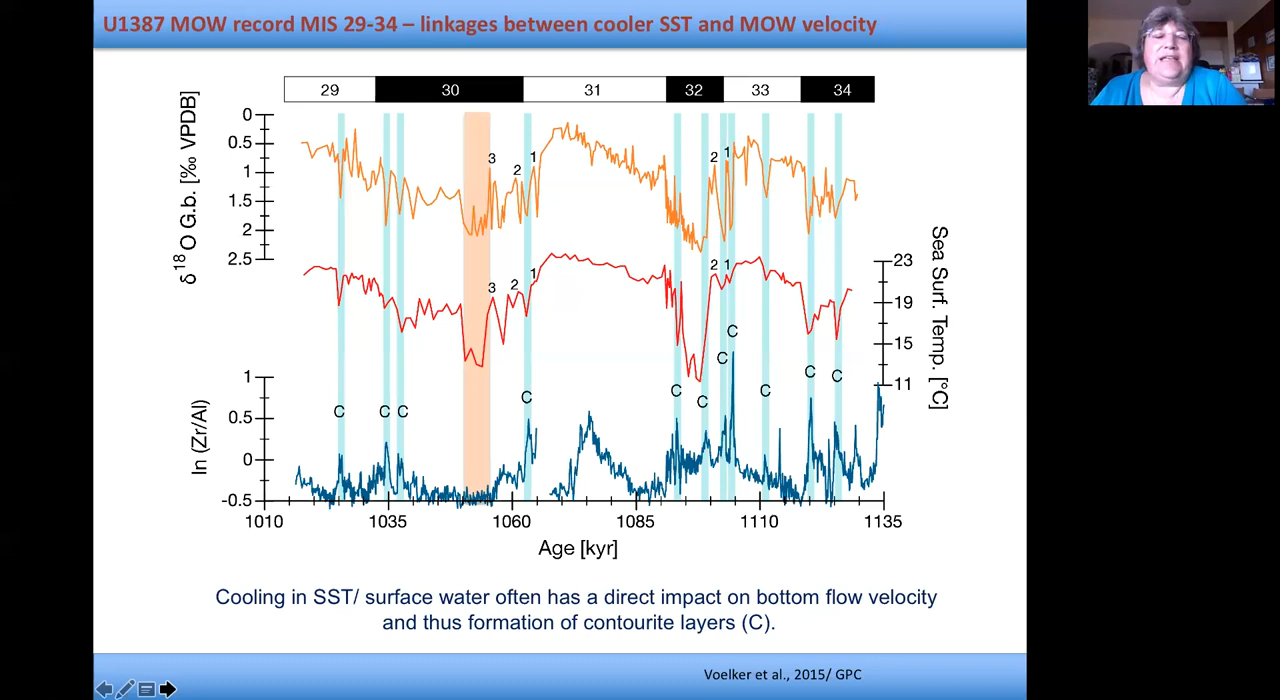 U1387 MOW record MIS 29-34 – linkages between cooler SST and MOW velocity
29 30 31 32 33 34
δ18O G.b. [‰ VPDB]
0
0.5
1
1.5
2
2.5
3 2 1 2 1
3 2 1 2 1
Sea Surf. Temp. [°C]
23
19
15
11
ln (Zr/Al)
1
0.5
0
-0.5
C C C C C C C C C C C
1010 1035 1060 1085 1110 1135
Age [kyr]
Cooling in SST/ surface water often has a direct impact on bottom flow velocity
and thus formation of contourite layers (C).
Voelker et al., 2015/ GPC